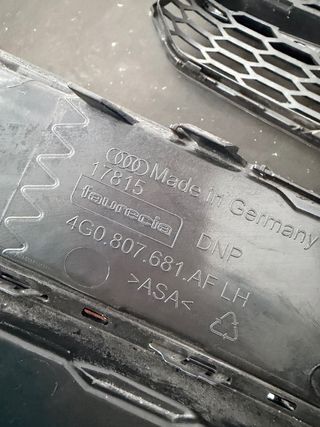 Made in Germany
17815
faurecia DNP
4G0.807.681.AF LH
>ASA<